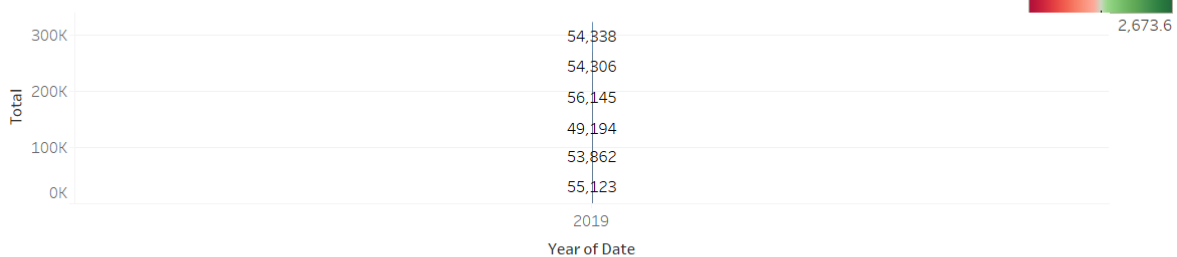 2,673.6
300K
200K
100K
0K
Total
54,338
54,306
56,145
49,194
53,862
55,123
2019
Year of Date